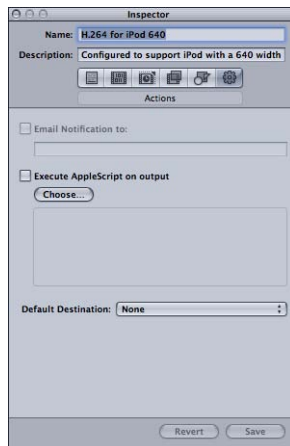 Inspector
Name: H.264 for iPod 640
Description: Configured to support iPod with a 640 width
Actions
Email Notification to:
Execute AppleScript on output
Choose...
Default Destination: None
Revert Save